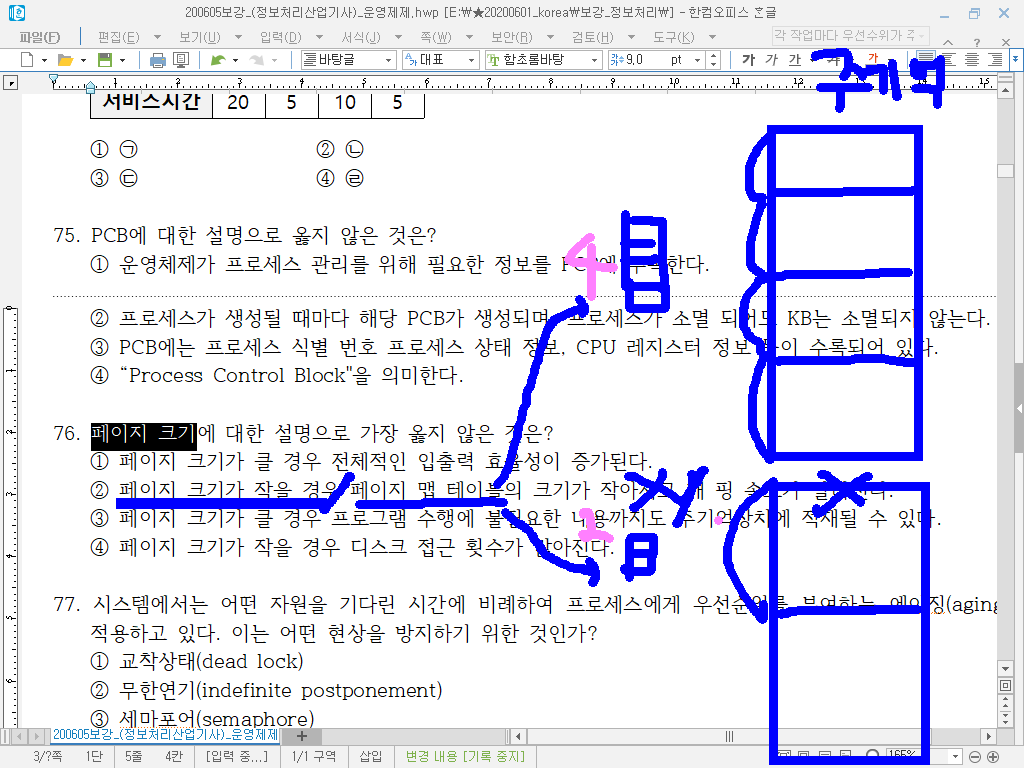 200605보강_(정보처리산업기사)_운영제제.hwp [E:₩★20200601_korea₩보강_정보처리₩] - 한컴오피스 한글
파일(F) 편집(E) 보기(U) 입력(D) 서식(J) 쪽(W) 보안(R) 검토(H) 도구(K) 각 작업마다 우선수위가 주
바탕글 대표 함초롬바탕 9.0 pt 가 가 가 가 가
주기억
서비스시간 20 5 10 5
① ㉠ ② ㉡
③ ㉢ ④ ㉣
75. PCB에 대한 설명으로 옳지 않은 것은?
① 운영체제가 프로세스 관리를 위해 필요한 정보를 한다.
4
② 프로세스가 생성될 때마다 해당 PCB가 생성되며, 프로세스가 소멸 되어도 KB는 소멸되지 않는다.
③ PCB에는 프로세스 식별 번호 프로세스 상태 정보, CPU 레지스터 정보 등이 수록되어 있다.
④ “Process Control Block"을 의미한다.
76. 페이지 크기에 대한 설명으로 가장 옳지 않은 것은?
① 페이지 크기가 클 경우 전체적인 입출력 효율성이 증가된다.
② 페이지 크기가 작을 경우 페이지 맵 테이블의 크기가 작아지고 매 핑 속도가
③ 페이지 크기가 클 경우 프로그램 수행에 불필요한 내용까지도 주기억장치에 적재될 수 있다.
2
④ 페이지 크기가 작을 경우 디스크 접근 횟수가 많아진다.
77. 시스템에서는 어떤 자원을 기다린 시간에 비례하여 프로세스에게 우선순위를 부여하는 에이징(aging
적용하고 있다. 이는 어떤 현상을 방지하기 위한 것인가?
① 교착상태(dead lock)
② 무한연기(indefinite postponement)
③ 세마포어(semaphore)
200605보강_(정보처리산업기사)_운영제제
3/?쪽 1단 5줄 4칸 [입력 중...] 1/1 구역 삽입 변경 내용 [기록 중지] 165%